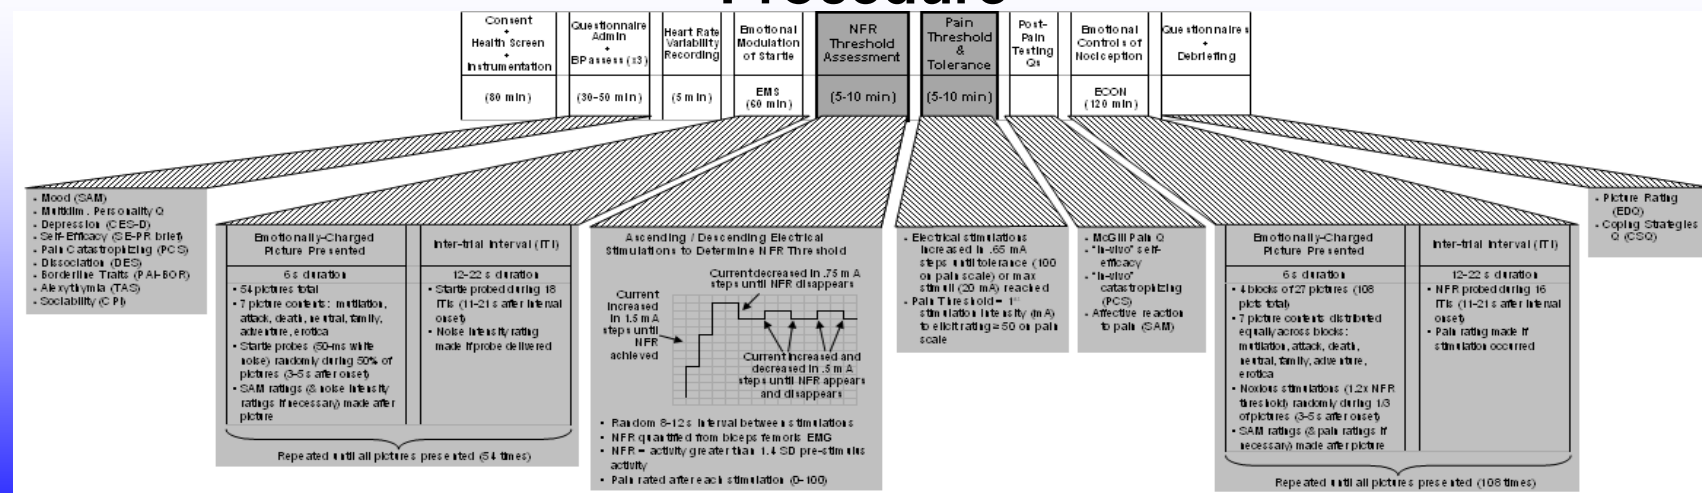 Procedure
Consent
+
Health Screen
+
Instrumentation
(80 min)
Questionnaire
Admin
+
BP assess (x3)
(30-50 min)
Heart Rate
Variability
Recording
(5 min)
Emotional
Modulation
of Startle
EMS
(60 min)
NFR
Threshold
Assessment
(5-10 min)
Pain
Threshold
&
Tolerance
(5-10 min)
Post-
Pain
Testing
Qs
Emotional
Controls of
Nociception
ECON
(120 min)
Questionnaires
+
Debriefing
• Mood (SAM)
• Multidim. Personality Q
• Depression (CES-D)
• Self-Efficacy (SE-PR brief)
• Pain Catastrophizing (PCS)
• Dissociation (DES)
• Borderline Traits (PAI-BOR)
• Alexythymia (TAS)
• Sociability (CPI)
Emotionally-Charged
Picture Presented
6 s duration
• 54 pictures total
• 7 picture contents: mutilation,
attack, death, neutral, family,
adventure, erotica
• Startle probes (50-ms white
noise) randomly during 50% of
pictures (3-5 s after onset)
• SAM ratings (& noise intensity
ratings if necessary) made after
picture
Inter-trial Interval (ITI)
12-22 s duration
• Startle probed during 18
ITIs (11-21 s after interval
onset)
• Noise intensity rating
made if probe delivered
Repeated until all pictures presented (54 times)
Ascending / Descending Electrical
Stimulations to Determine NFR Threshold
Current decreased in .75 mA
steps until NFR disappears
Current
increased
in 1.5 mA
steps until
NFR
achieved
Current increased and
decreased in .5 mA
steps until NFR appears
and disappears
• Random 8-12 s interval between stimulations
• NFR quantified from biceps femoris EMG
• NFR = activity greater than 1.4 SD pre-stimulus
activity
• Pain rated after each stimulation (0-100)
• Electrical stimulations
increased in .65 mA
steps until tolerance (100
on pain scale) or max
stimuli (20 mA) reached
• Pain Threshold = 1st
stimulation intensity (mA)
to elicit rating ≥ 50 on pain
scale
• McGill Pain Q
• "in-vivo" self-
efficacy
• "in-vivo"
catastrophizing
(PCS)
• Affective reaction
to pain (SAM)
Emotionally-Charged
Picture Presented
6 s duration
• 4 blocks of 27 pictures (108
picts total)
• 7 picture contents distributed
equally across blocks:
mutilation, attack, death,
neutral, family, adventure,
erotica
• Noxious stimulations (1.2x NFR
threshold) randomly during 1/3
of pictures (3-5 s after onset)
• SAM ratings (& pain ratings if
necessary) made after picture
Inter-trial Interval (ITI)
12-22 s duration
• NFR probed during 16
ITIs (11-21 s after interval
onset)
• Pain rating made if
stimulation occurred
Repeated until all pictures presented (108 times)
• Picture Rating
(EDQ)
• Coping Strategies
Q (CSQ)